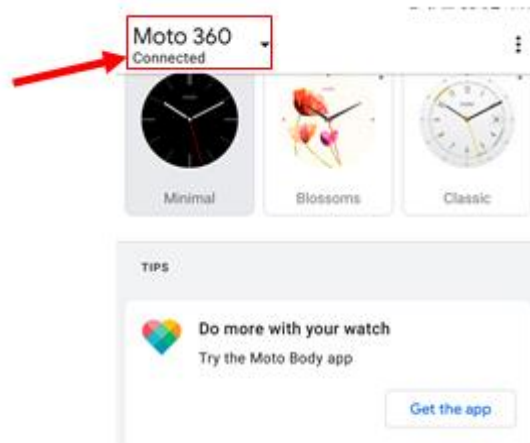 Moto 360
Connected
Minimal
Blossoms
Classic
TIPS
Do more with your watch
Try the Moto Body app
Get the app